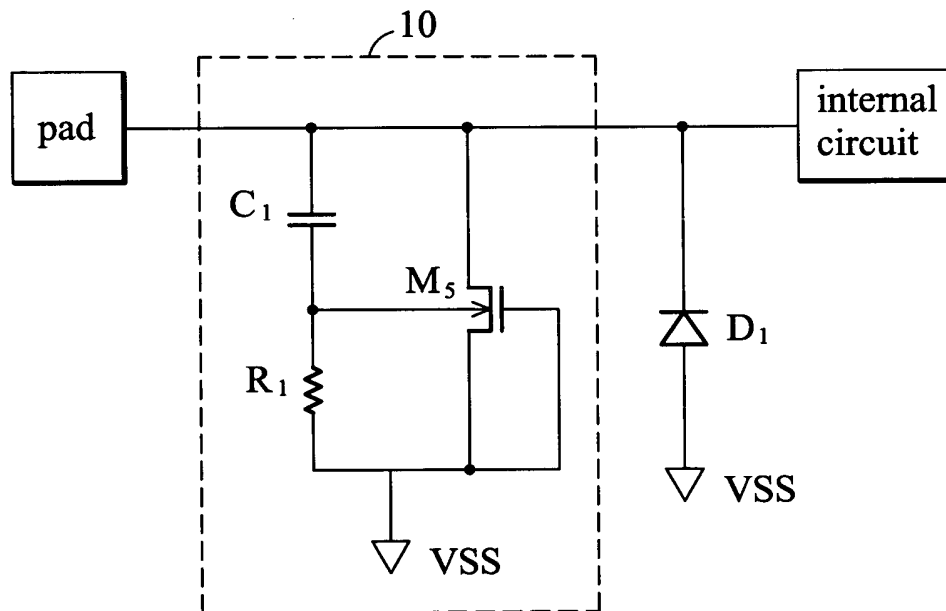 10
pad
internal
circuit
C₁
M₅
D₁
R₁
VSS
VSS